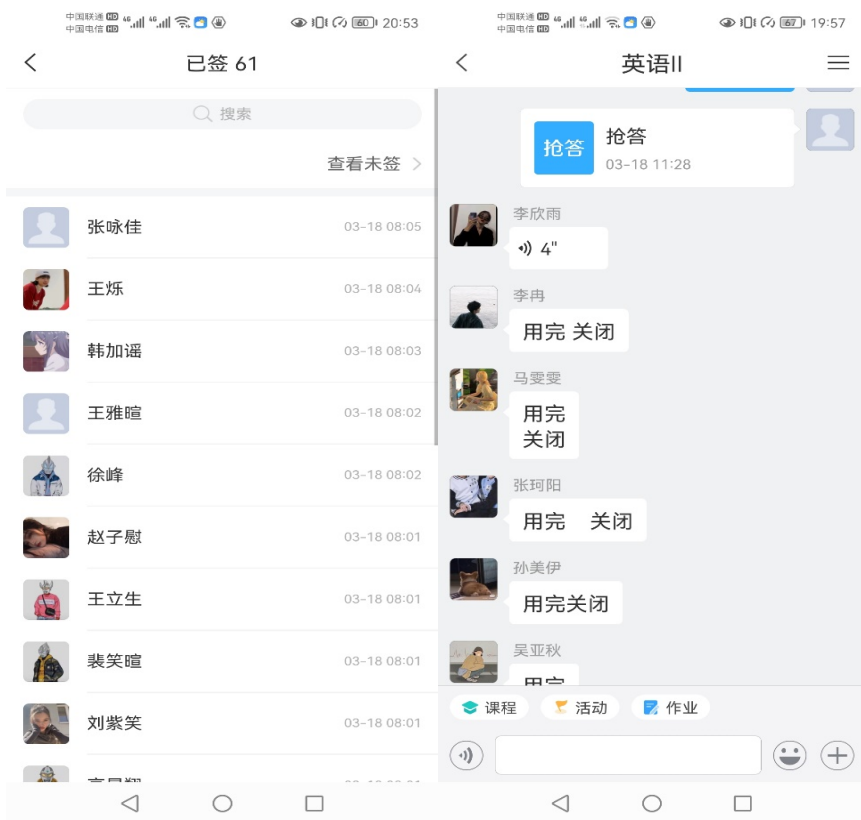 中国联通 HD 4G 4G
中国电信 HD
60 20:53
已签 61
搜索
查看未签
张咏佳 03-18 08:05
王烁 03-18 08:04
韩加谣 03-18 08:03
王雅暄 03-18 08:02
徐峰 03-18 08:02
赵子慰 03-18 08:01
王立生 03-18 08:01
裴笑暄 03-18 08:01
刘紫笑 03-18 08:01
中国联通 HD 4G 4G
中国电信 HD
67 19:57
英语II
抢答
抢答
03-18 11:28
李欣雨
4"
李冉
用完 关闭
马雯雯
用完
关闭
张珂阳
用完 关闭
孙美伊
用完关闭
吴亚秋
用完
课程 活动 作业